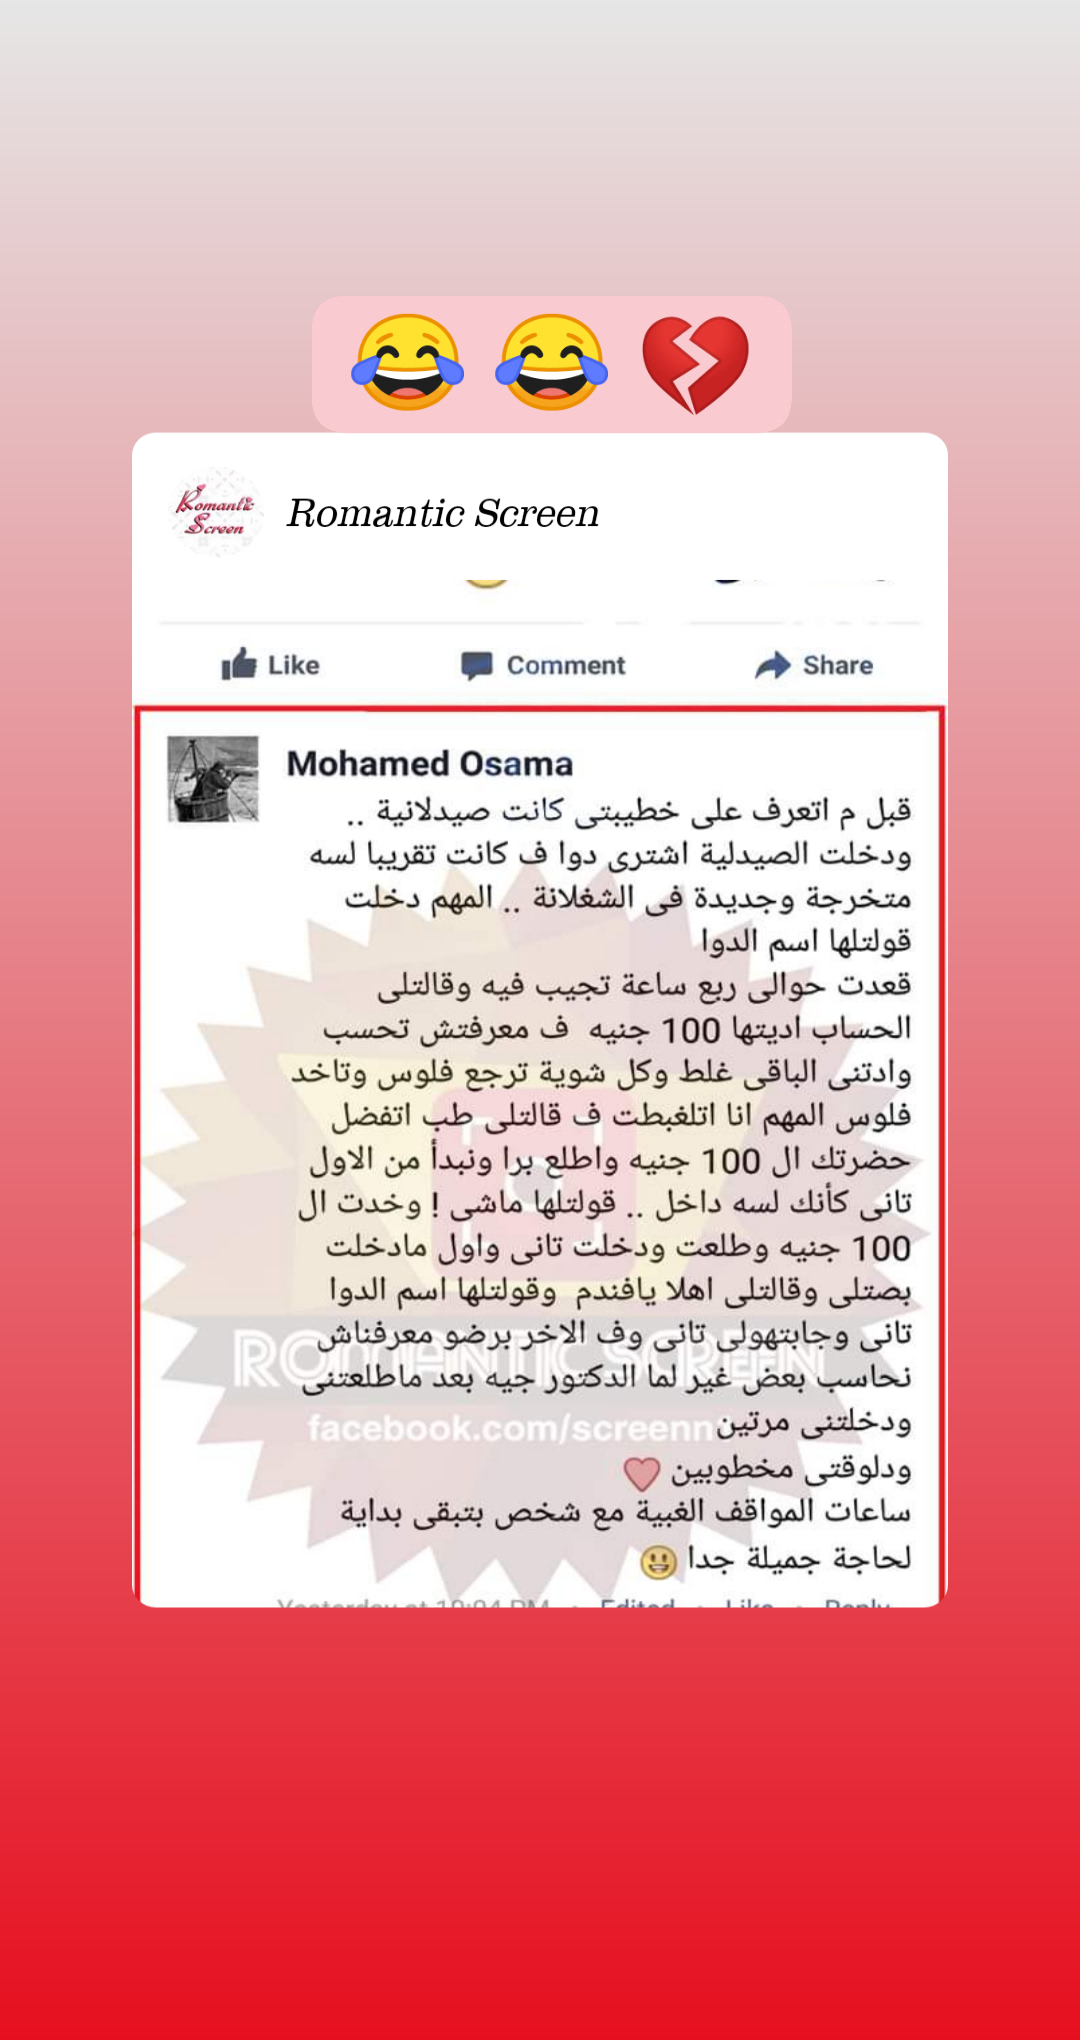 😂 😂 💔
Romantic Screen
Romantic Screen
Like Comment Share
Mohamed Osama
قبل م اتعرف على خطيبتى كانت صيدلانية ..
ودخلت الصيدلية اشترى دوا ف كانت تقريبا لسه
متخرجة وجديدة فى الشغلانة .. المهم دخلت
قولتلها اسم الدوا
قعدت حوالى ربع ساعة تجيب فيه وقالتلى
الحساب اديتها 100 جنيه ف معرفتش تحسب
وادتنى الباقى غلط وكل شوية ترجع فلوس وتاخد
فلوس المهم انا اتلغبطت ف قالتلى طب اتفضل
حضرتك ال 100 جنيه واطلع برا ونبدأ من الاول
تانى كأنك لسه داخل .. قولتلها ماشى ! وخدت ال
100 جنيه وطلعت ودخلت تانى واول مادخلت
بصتلى وقالتلى اهلا يافندم وقولتلها اسم الدوا
تانى وجابتهولى تانى وف الاخر برضو معرفناش
نحاسب بعض غير لما الدكتور جيه بعد ماطلعتنى
ودخلتنى مرتين
ودلوقتى مخطوبين ❤
ساعات المواقف الغبية مع شخص بتبقى بداية
لحاجة جميلة جدا 😃
ROMANTIC SCREEN
Yesterday at 10:04 PM • Edited • Like • Reply